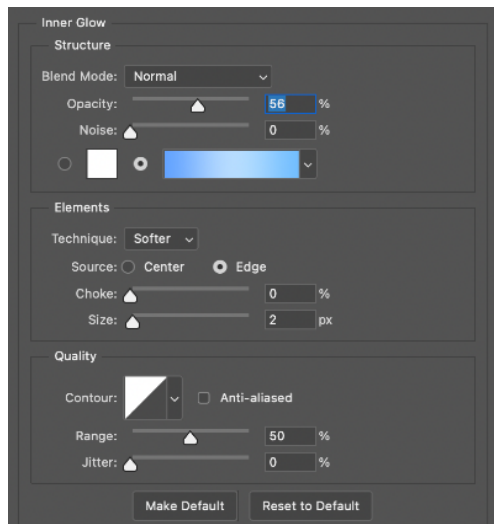 Inner Glow
Structure
Blend Mode: Normal
Opacity: 56 %
Noise: 0 %
Elements
Technique: Softer
Source: Center Edge
Choke: 0 %
Size: 2 px
Quality
Contour: Anti-aliased
Range: 50 %
Jitter: 0 %
Make Default Reset to Default